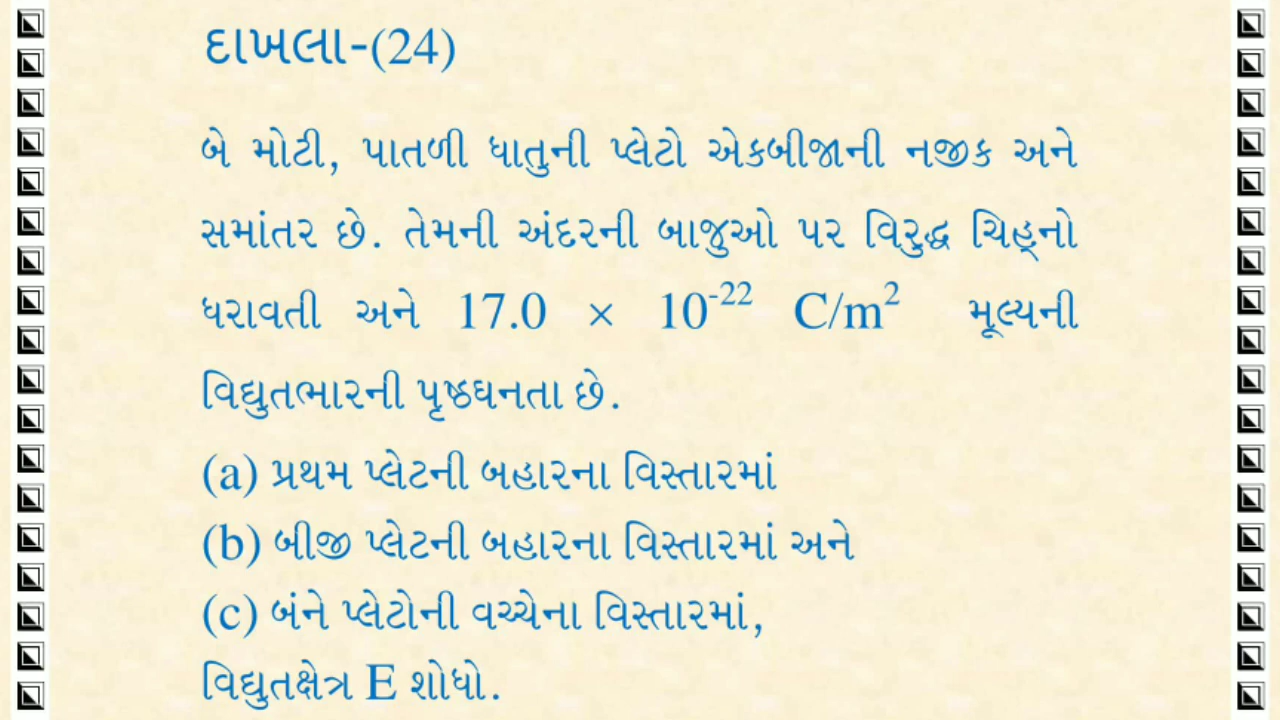 દાખલા-(24)
બે મોટી, પાતળી ધાતુની પ્લેટો એકબીજાની નજીક અને
સમાંતર છે. તેમની અંદરની બાજુઓ પર વિરુદ્ધ ચિહ્નો
ધરાવતી અને 17.0 × 10⁻²² C/m² મૂલ્યની
વિદ્યુતભારની પૃષ્ઠઘનતા છે.
(a) પ્રથમ પ્લેટની બહારના વિસ્તારમાં
(b) બીજી પ્લેટની બહારના વિસ્તારમાં અને
(c) બંને પ્લેટોની વચ્ચેના વિસ્તારમાં,
વિદ્યુતક્ષેત્ર E શોધો.